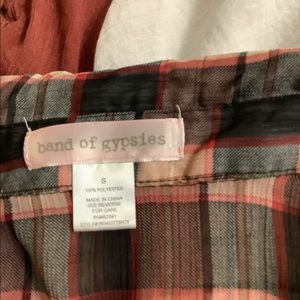 band of gypsies
S
100% POLYESTER
MADE IN CHINA
SEE REVERSE
FOR CARE